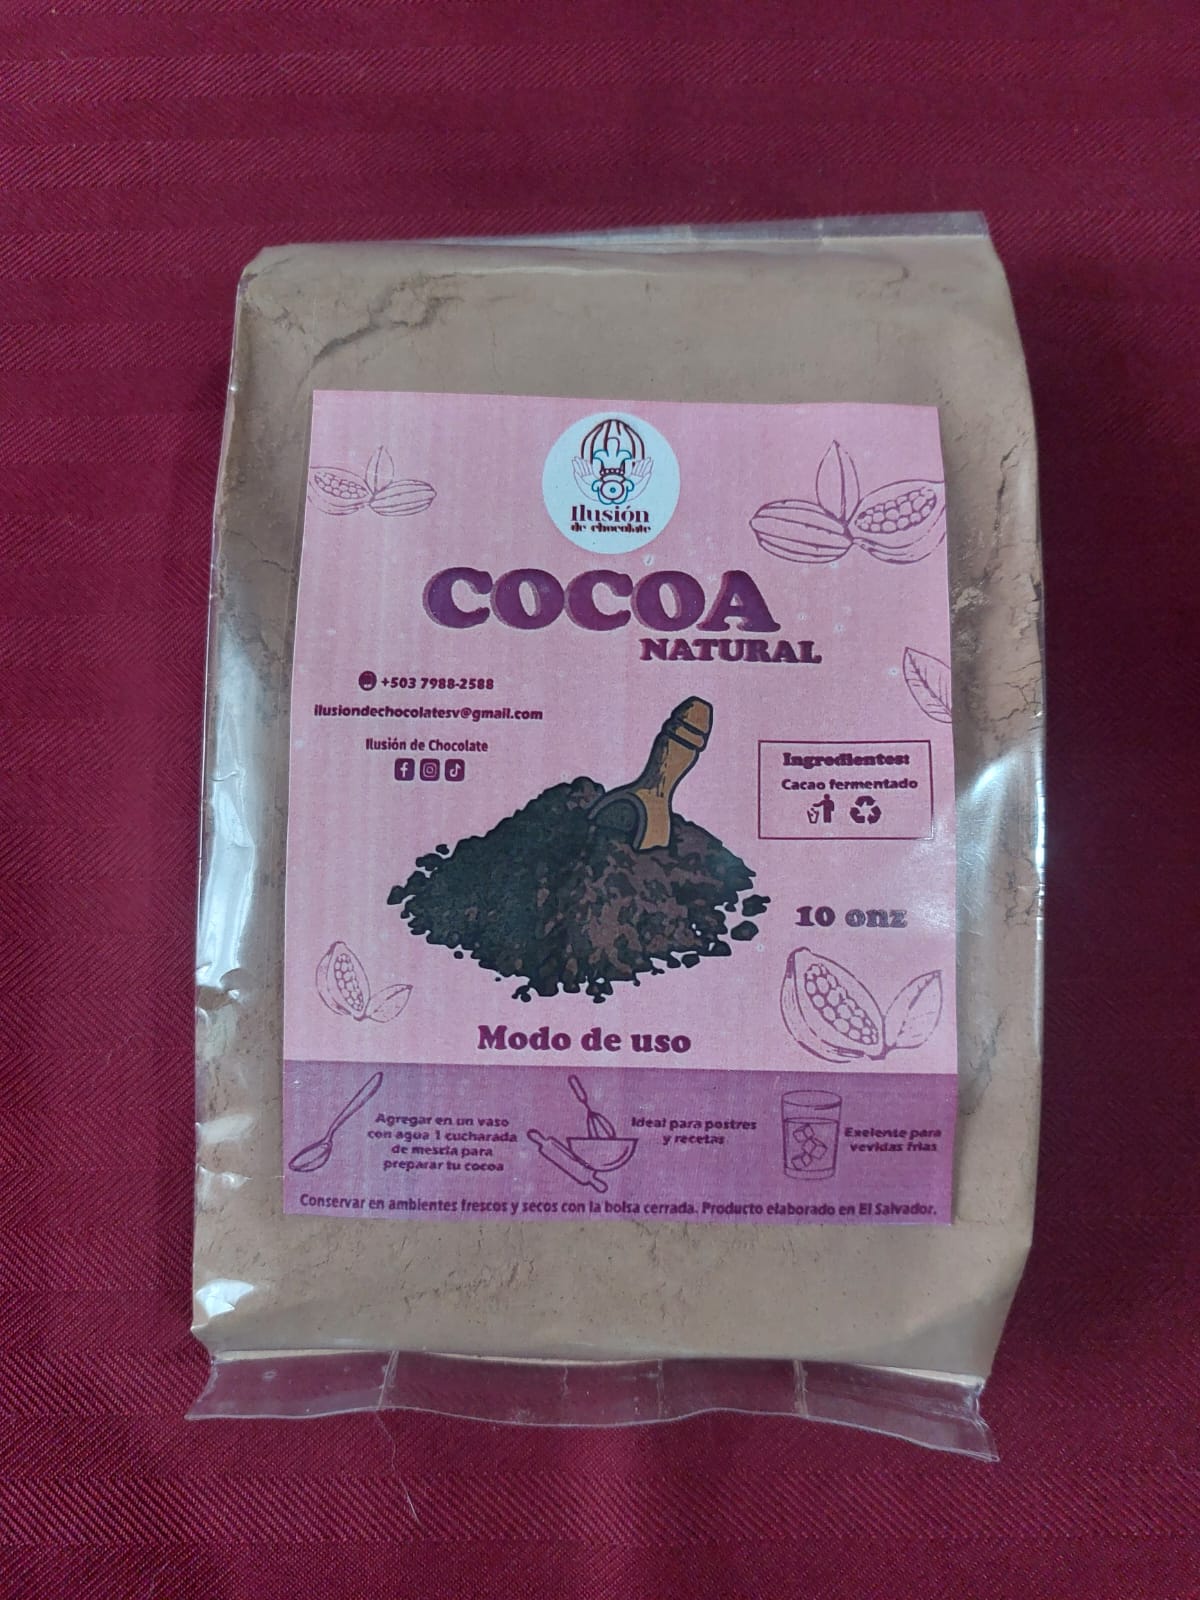 Ilusión
de chocolate
COCOA
NATURAL
+503 7988-2588
ilusiondechocolatesv@gmail.com
Ilusión de Chocolate
Ingredientes:
Cacao fermentado
10 onz
Modo de uso
Agregar en un vaso
con agua 1 cucharada
de mescla para
preparar tu cocoa
Ideal para postres
y recetas
Exelente para
vevidas frias
Conservar en ambientes frescos y secos con la bolsa cerrada. Producto elaborado en El Salvador.